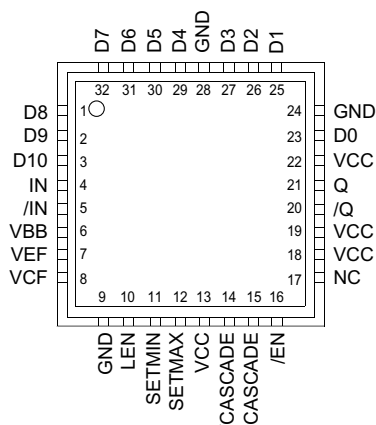 D7 D6 D5 D4 GND D3 D2 D1
32 31 30 29 28 27 26 25
D8 1 24 GND
D9 2 23 D0
D10 3 22 VCC
IN 4 21 Q
/IN 5 20 /Q
VBB 6 19 VCC
VEF 7 18 VCC
VCF 8 17 NC
9 10 11 12 13 14 15 16
GND LEN SETMIN SETMAX VCC CASCADE CASCADE /EN